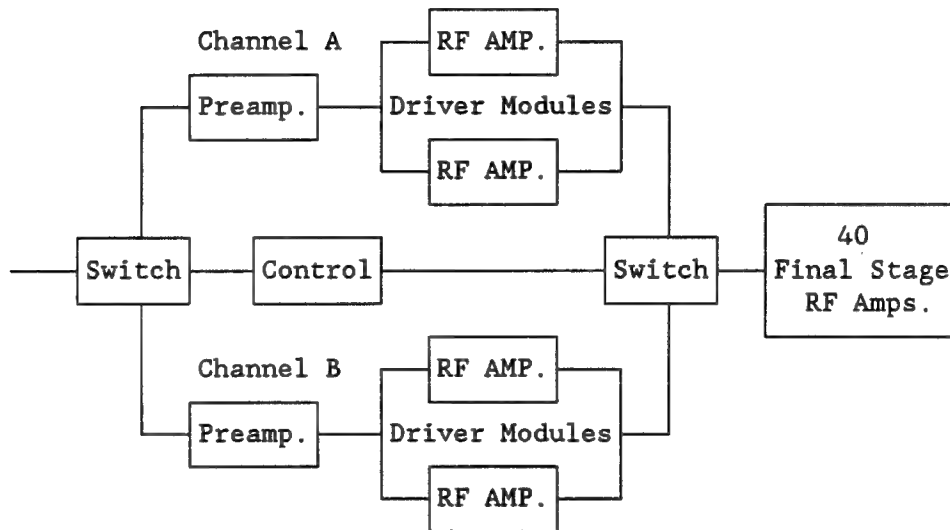 Channel A
RF AMP.
Preamp.
Driver Modules
RF AMP.
Switch
Control
Switch
40
Final Stage
RF Amps.
Channel B
RF AMP.
Preamp.
Driver Modules
RF AMP.